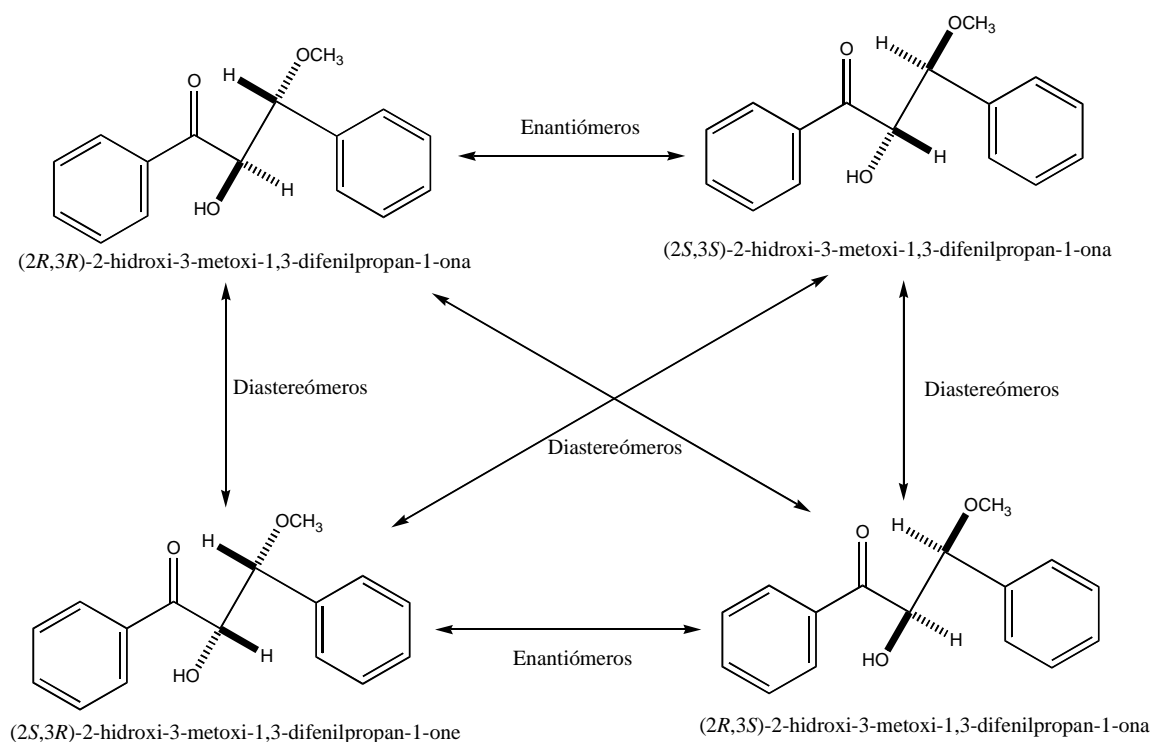 OCH3
H
O
H
HO
(2R,3R)-2-hidroxi-3-metoxi-1,3-difenilpropan-1-ona
Enantiómeros
OCH3
H
O
H
HO
(2S,3S)-2-hidroxi-3-metoxi-1,3-difenilpropan-1-ona
Diastereómeros
Diastereómeros
Diastereómeros
OCH3
H
O
H
HO
(2S,3R)-2-hidroxi-3-metoxi-1,3-difenilpropan-1-one
Enantiómeros
OCH3
H
O
H
HO
(2R,3S)-2-hidroxi-3-metoxi-1,3-difenilpropan-1-ona